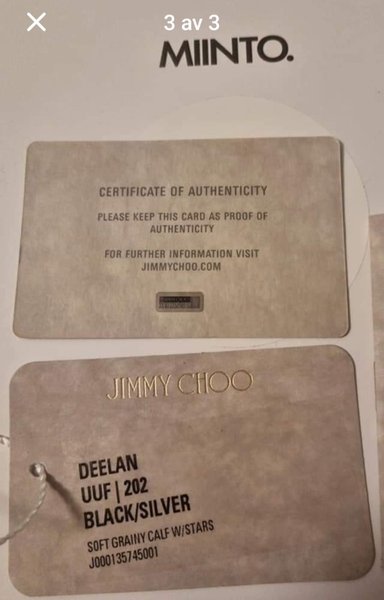 3 av 3
MIINTO.
CERTIFICATE OF AUTHENTICITY
PLEASE KEEP THIS CARD AS PROOF OF
AUTHENTICITY
FOR FURTHER INFORMATION VISIT
JIMMYCHOO.COM
JIMMY CHOO
DEELAN
UUF | 202
BLACK/SILVER
SOFT GRAINY CALF W/STARS
J000135745001